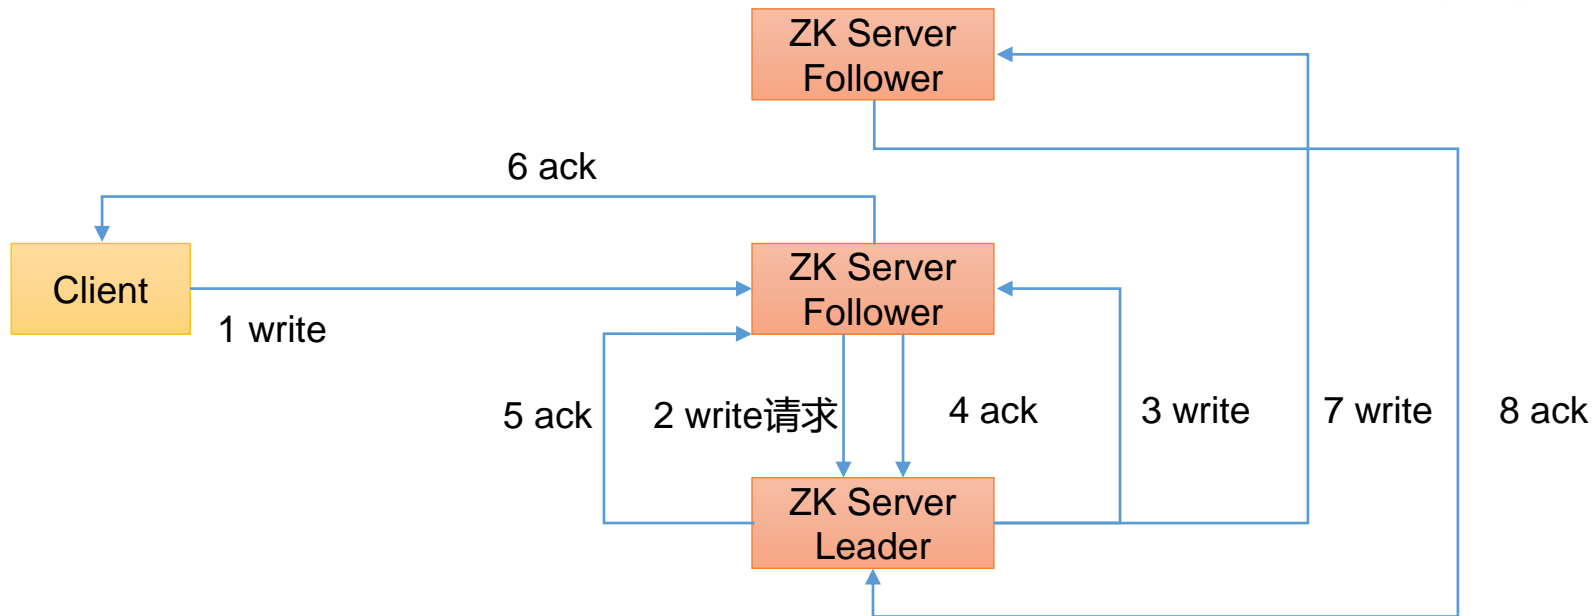 ZK Server
Follower
6 ack
Client
1 write
ZK Server
Follower
5 ack
2 write请求
4 ack
3 write
7 write
8 ack
ZK Server
Leader